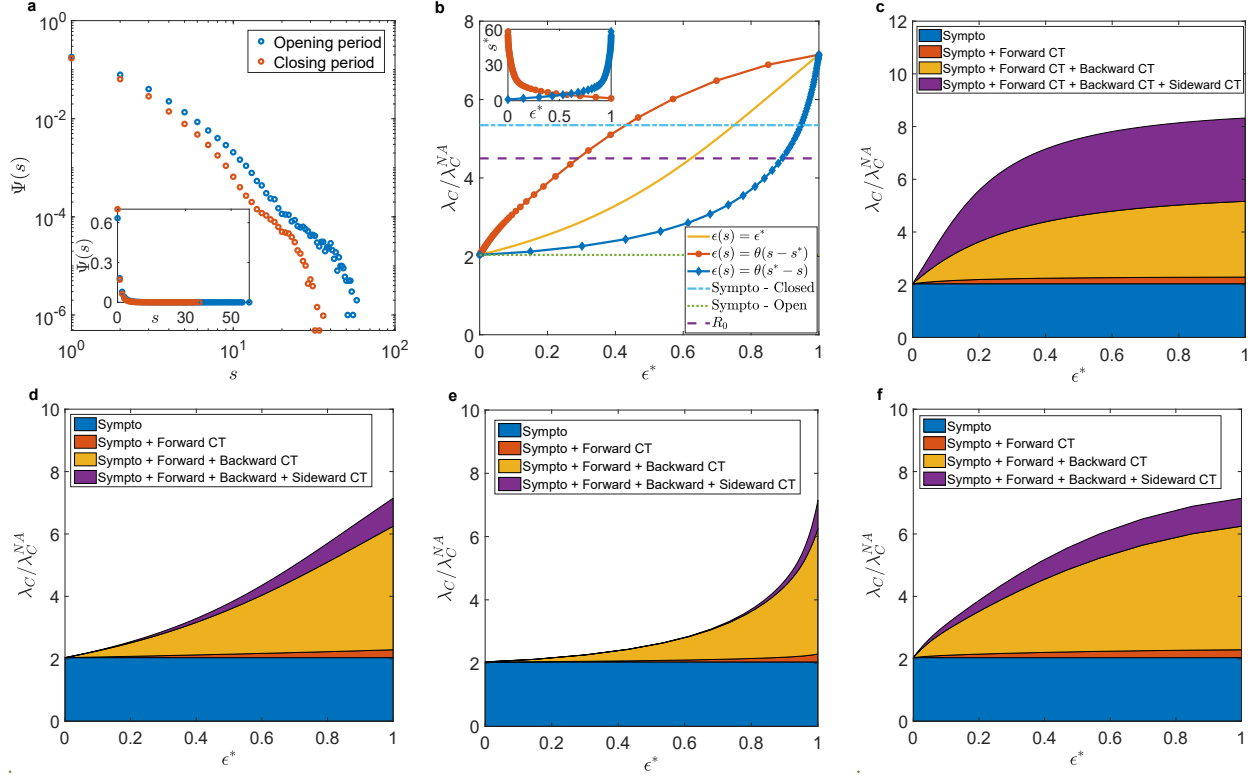 a
10^0
10^-2
10^-4
10^-6
Ψ(s)
Opening period
Closing period
0.6
0.3
0
Ψ(s)
0
s
30
50
10^0
10^1
10^2
s
b
8
6
4
2
0
λ_C/λ_C^{NA}
60
30
0
s*
0
ϵ*
0.5
1
ϵ(s) = ϵ*
ϵ(s) = θ(s − s*)
ϵ(s) = θ(s* − s)
Sympto - Closed
Sympto - Open
R_0
0
0.2
0.4
0.6
0.8
1
ϵ*
c
12
10
8
6
4
2
0
λ_C/λ_C^{NA}
Sympto
Sympto + Forward CT
Sympto + Forward CT + Backward CT
Sympto + Forward CT + Backward CT + Sideward CT
0
0.2
0.4
0.6
0.8
1
ϵ*
d
10
8
6
4
2
0
λ_C/λ_C^{NA}
Sympto
Sympto + Forward CT
Sympto + Forward + Backward CT
Sympto + Forward + Backward + Sideward CT
0
0.2
0.4
0.6
0.8
1
ϵ*
e
10
8
6
4
2
0
λ_C/λ_C^{NA}
Sympto
Sympto + Forward CT
Sympto + Forward + Backward CT
Sympto + Forward + Backward + Sideward CT
0
0.2
0.4
0.6
0.8
1
ϵ*
f
10
8
6
4
2
0
λ_C/λ_C^{NA}
Sympto
Sympto + Forward CT
Sympto + Forward + Backward CT
Sympto + Forward + Backward + Sideward CT
0
0.2
0.4
0.6
0.8
1
ϵ*